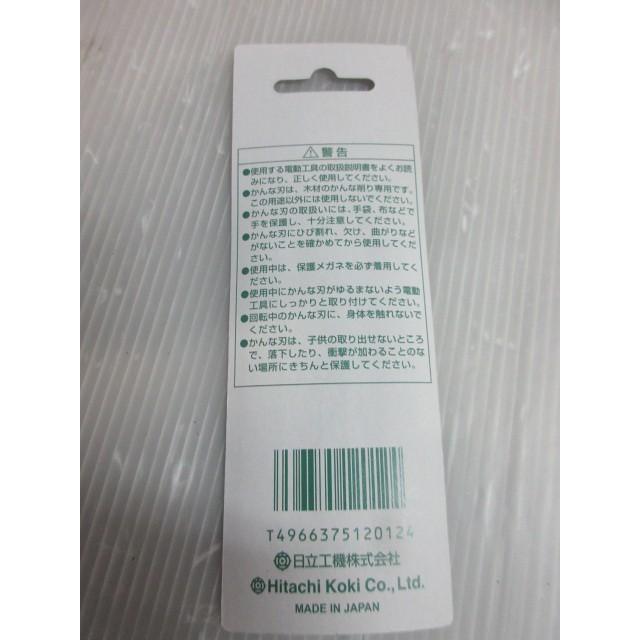 警告
●使用する電動工具の取扱説明書をよくお読
みになり、正しく使用してください。
●かんな刃は、木材のかんな削り専用です。
この用途以外には使用しないでください。
●かんな刃の取扱いには、手袋、布などで
手を保護し、十分注意してください。
●かんな刃にひび割れ、欠け、曲がりなど
がないことを確かめてから使用してくだ
さい。
●使用中は、保護メガネを必ず着用してく
ださい。
●使用中にかんな刃がゆるまないよう電動
工具にしっかりと取り付けてください。
●回転中のかんな刃に、身体を触れないで
ください。
●かんな刃は、子供の取り出せないところ
で、落下したり、衝撃が加わることのな
い場所にきちんと保護してください。
T4966375120124
日立工機株式会社
Hitachi Koki Co., Ltd.
MADE IN JAPAN